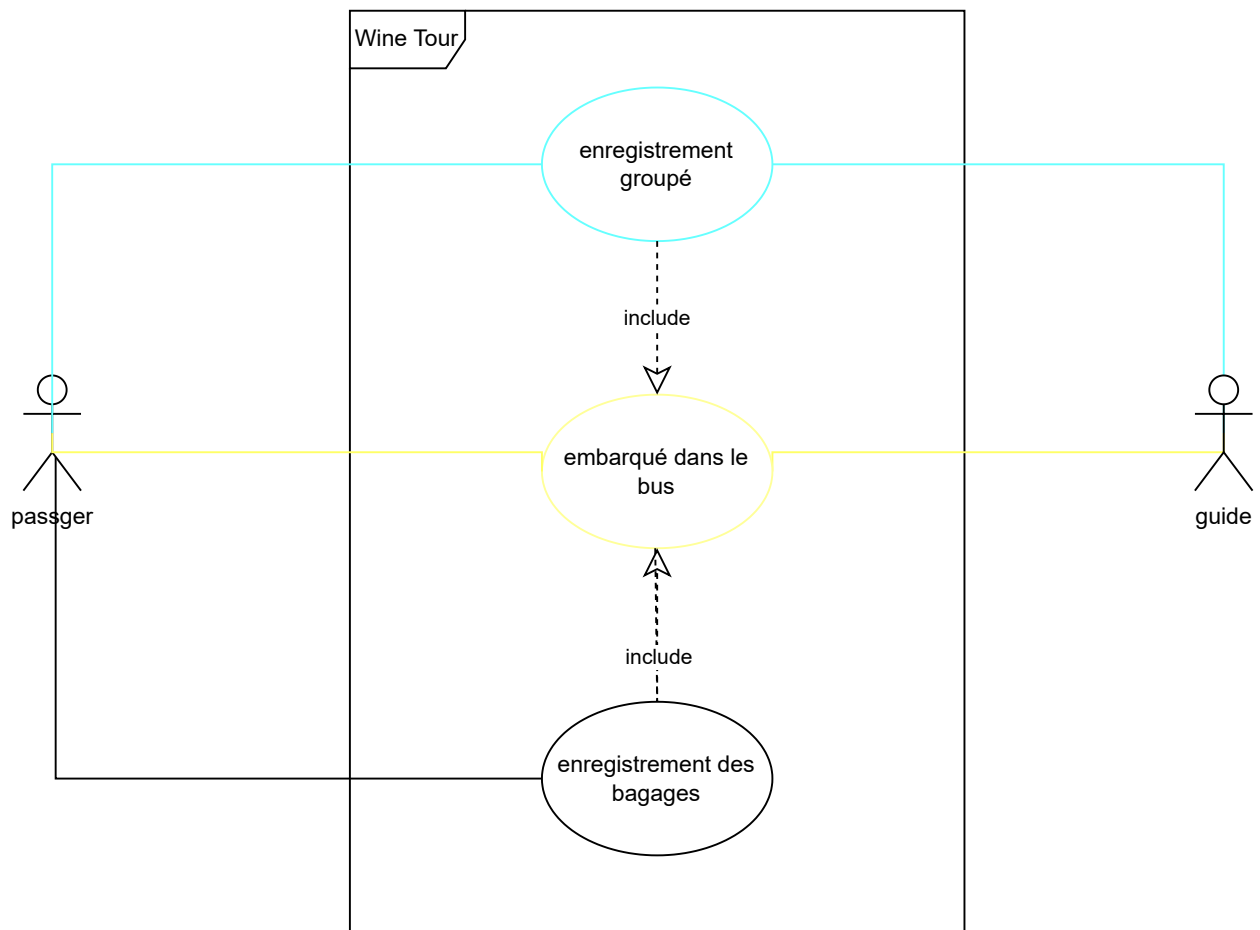 Wine Tour
enregistrement
groupé
include
embarqué dans le
bus
passger
guide
include
enregistrement des
bagages